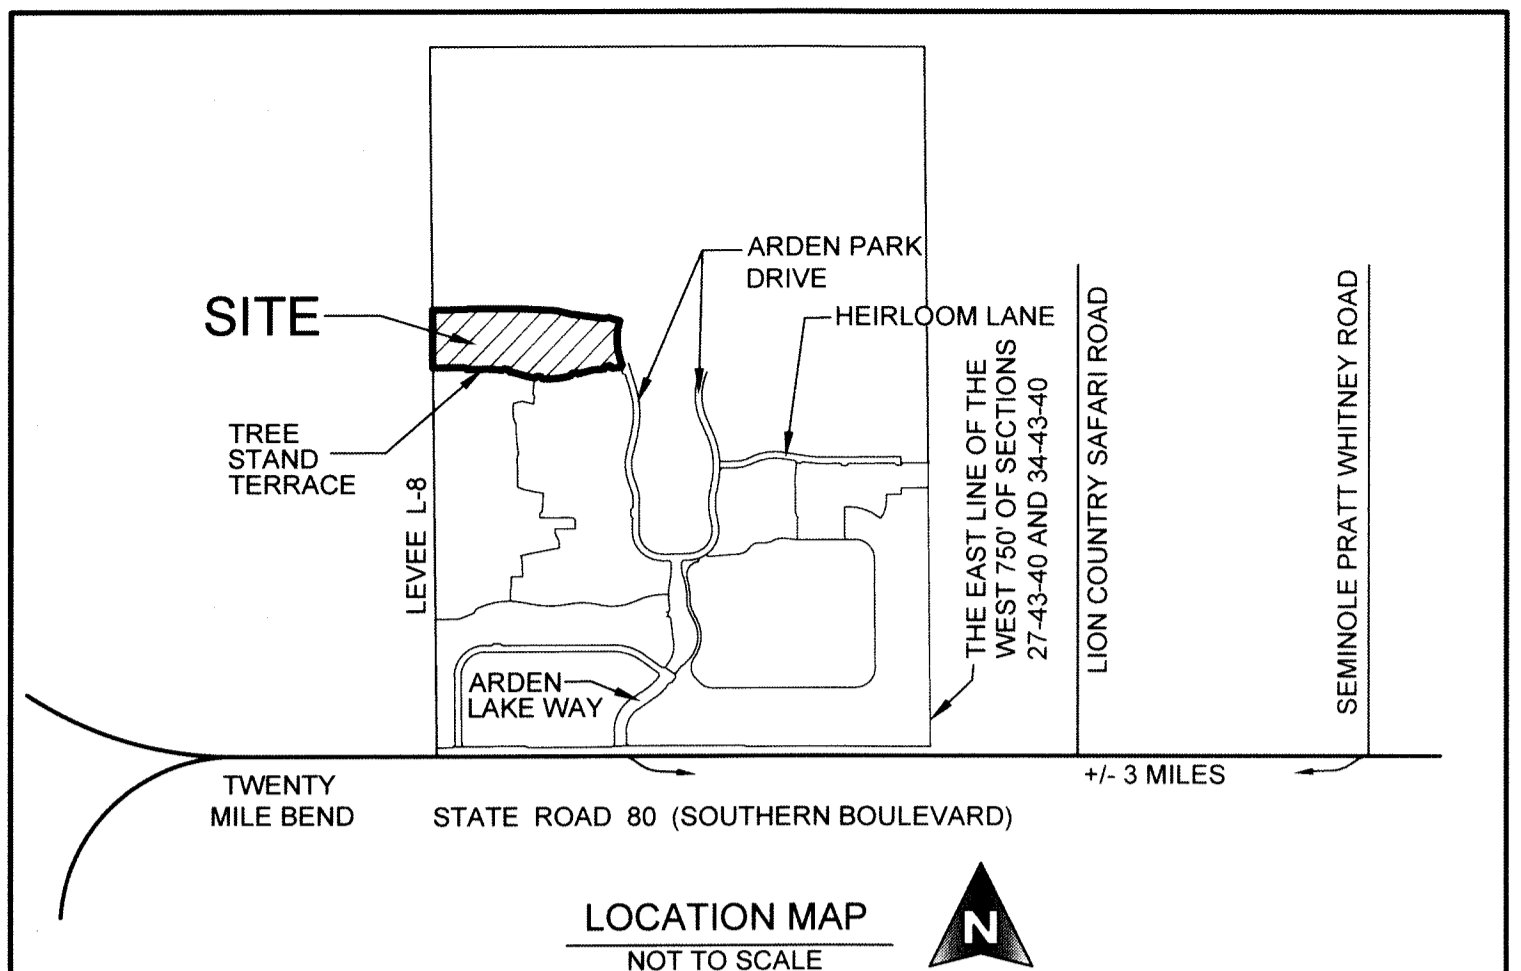 ARDEN PARK
DRIVE
SITE
HEIRLOOM LANE
TREE
STAND
TERRACE
LEVEE L-8
THE EAST LINE OF THE
WEST 750' OF SECTIONS
27-43-40 AND 34-43-40
LION COUNTRY SAFARI ROAD
SEMINOLE PRATT WHITNEY ROAD
ARDEN
LAKE WAY
TWENTY
MILE BEND
+/- 3 MILES
STATE ROAD 80 (SOUTHERN BOULEVARD)
LOCATION MAP
NOT TO SCALE
N